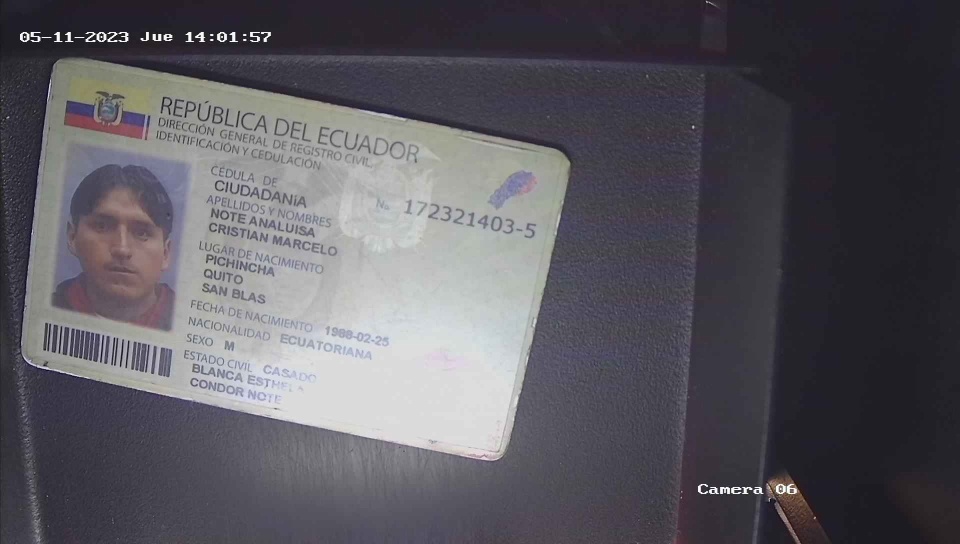 05-11-2023 Jue 14:01:57
REPÚBLICA DEL ECUADOR
DIRECCIÓN GENERAL DE REGISTRO CIVIL,
IDENTIFICACIÓN Y CEDULACIÓN
CÉDULA DE
CIUDADANÍA
No. 172321403-5
APELLIDOS Y NOMBRES
NOTE ANALUISA
CRISTIAN MARCELO
LUGAR DE NACIMIENTO
PICHINCHA
QUITO
SAN BLAS
FECHA DE NACIMIENTO 1988-02-25
NACIONALIDAD ECUATORIANA
SEXO M
ESTADO CIVIL CASADO
BLANCA ESTHELA
CONDOR NOTE
Camera 06